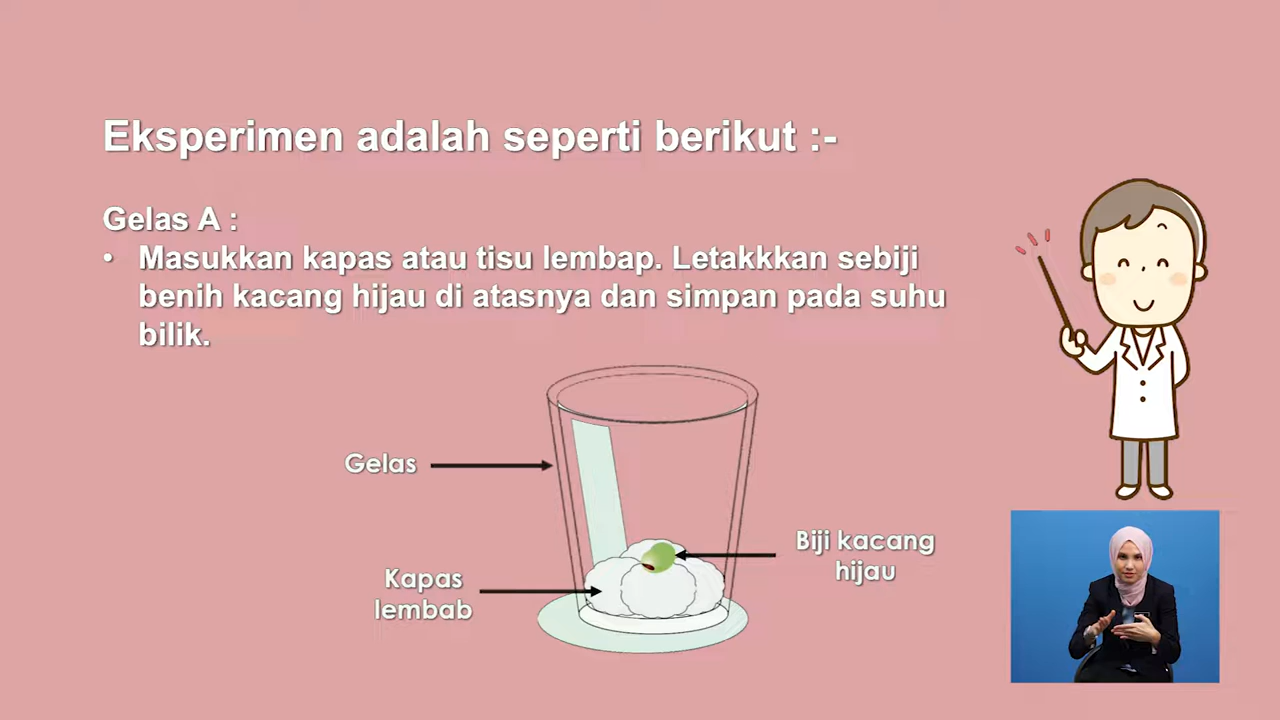 Eksperimen adalah seperti berikut :-
Gelas A :
• Masukkan kapas atau tisu lembap. Letakkkan sebiji
benih kacang hijau di atasnya dan simpan pada suhu
bilik.
Gelas
Biji kacang
hijau
Kapas
lembab